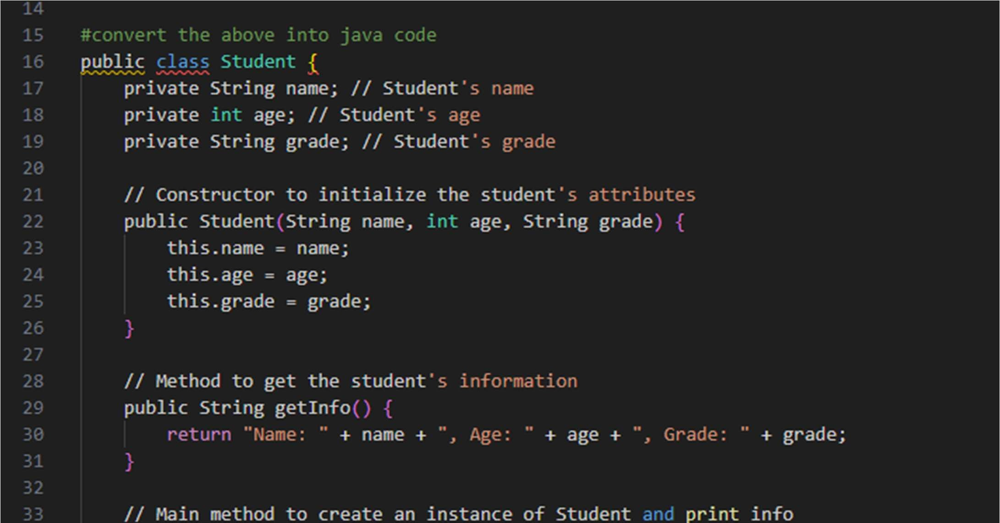 14
15 #convert the above into java code
16 public class Student {
17     private String name; // Student's name
18     private int age; // Student's age
19     private String grade; // Student's grade
20
21     // Constructor to initialize the student's attributes
22     public Student(String name, int age, String grade) {
23         this.name = name;
24         this.age = age;
25         this.grade = grade;
26     }
27
28     // Method to get the student's information
29     public String getInfo() {
30         return "Name: " + name + ", Age: " + age + ", Grade: " + grade;
31     }
32
33     // Main method to create an instance of Student and print info